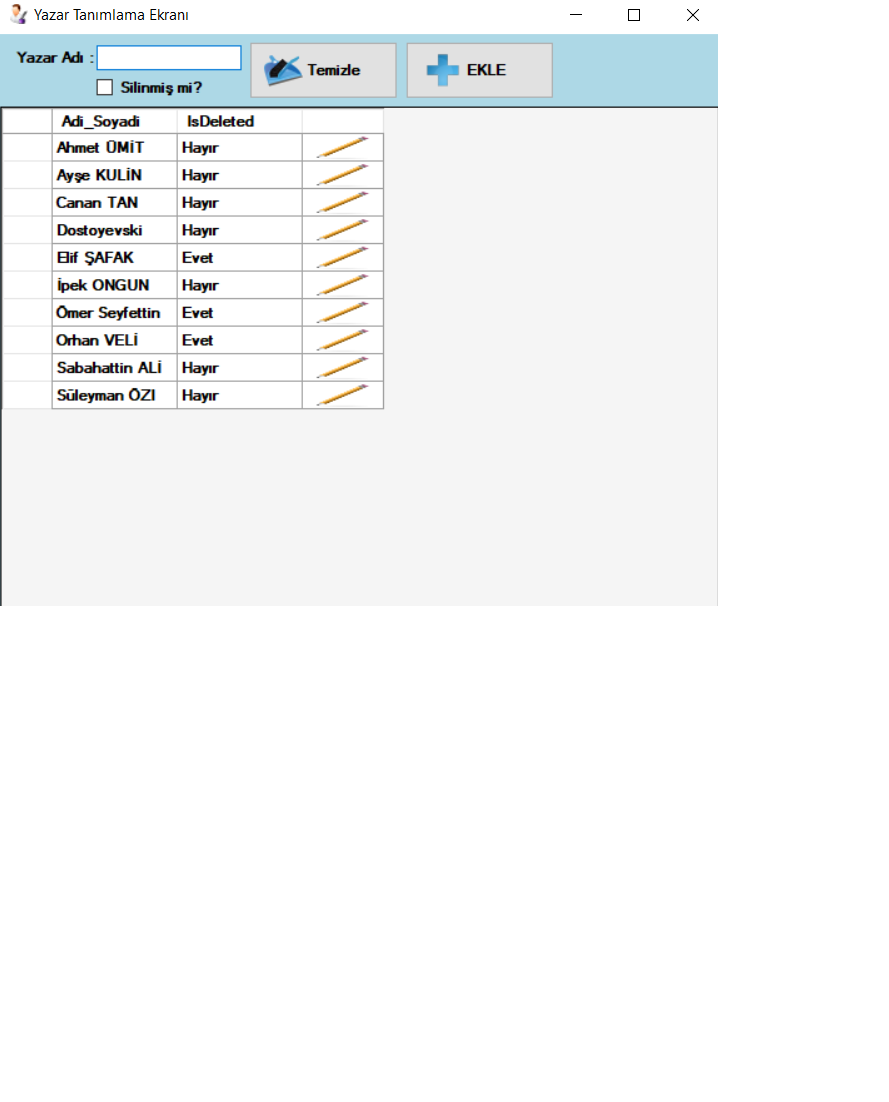 Yazar Tanımlama Ekranı
Yazar Adı :
Temizle
EKLE
Silinmiş mi?
Adi_Soyadi IsDeleted
Ahmet ÜMİT Hayır
Ayşe KULİN Hayır
Canan TAN Hayır
Dostoyevski Hayır
Elif ŞAFAK Evet
İpek ONGUN Hayır
Ömer Seyfettin Evet
Orhan VELİ Evet
Sabahattin ALİ Hayır
Süleyman ÖZI Hayır